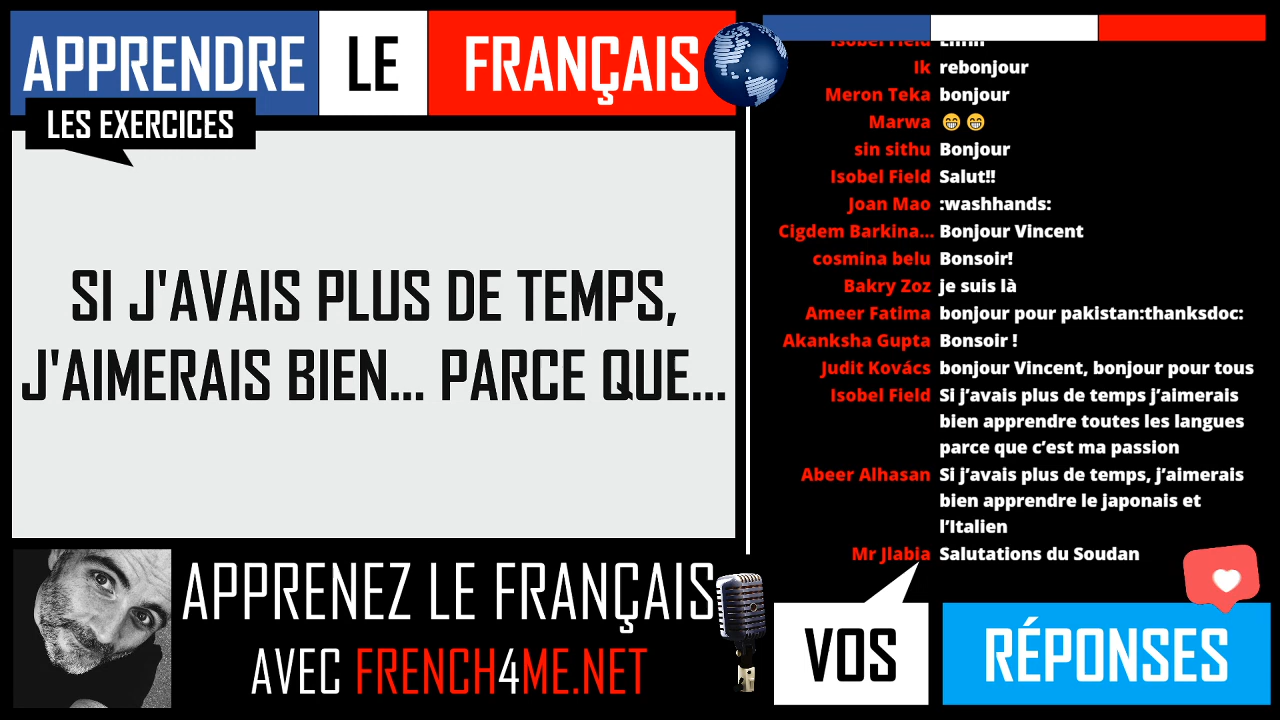 APPRENDRE LE FRANÇAIS
LES EXERCICES
SI J'AVAIS PLUS DE TEMPS,
J'AIMERAIS BIEN... PARCE QUE...
APPRENEZ LE FRANÇAIS
AVEC FRENCH4ME.NET
Isobel Field Enfin
Ik rebonjour
Meron Teka bonjour
Marwa 😁 😁
sin sithu Bonjour
Isobel Field Salut!!
Joan Mao :washhands:
Cigdem Barkina... Bonjour Vincent
cosmina belu Bonsoir!
Bakry Zoz je suis là
Ameer Fatima bonjour pour pakistan:thanksdoc:
Akanksha Gupta Bonsoir !
Judit Kovács bonjour Vincent, bonjour pour tous
Isobel Field Si j’avais plus de temps j’aimerais
bien apprendre toutes les langues
parce que c’est ma passion
Abeer Alhasan Si j’avais plus de temps, j’aimerais
bien apprendre le japonais et
l’Italien
Mr Jlabia Salutations du Soudan
VOS RÉPONSES